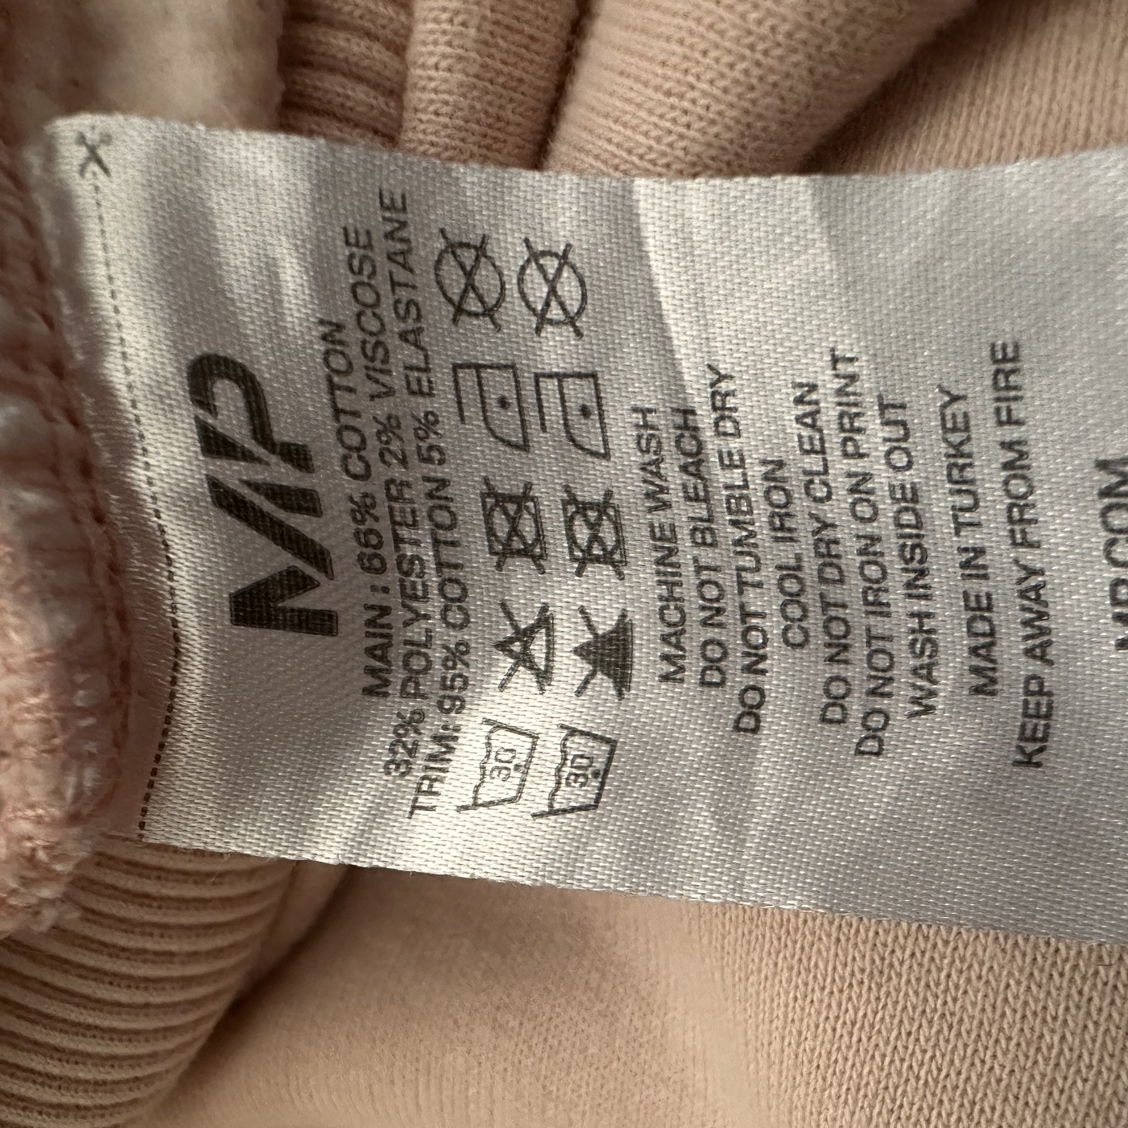 MP
MAIN : 66% COTTON
32% POLYESTER 2% VISCOSE
TRIM: 95% COTTON 5% ELASTANE
30
30
MACHINE WASH
DO NOT BLEACH
DO NOT TUMBLE DRY
COOL IRON
DO NOT DRY CLEAN
DO NOT IRON ON PRINT
WASH INSIDE OUT
MADE IN TURKEY
KEEP AWAY FROM FIRE
MP.COM